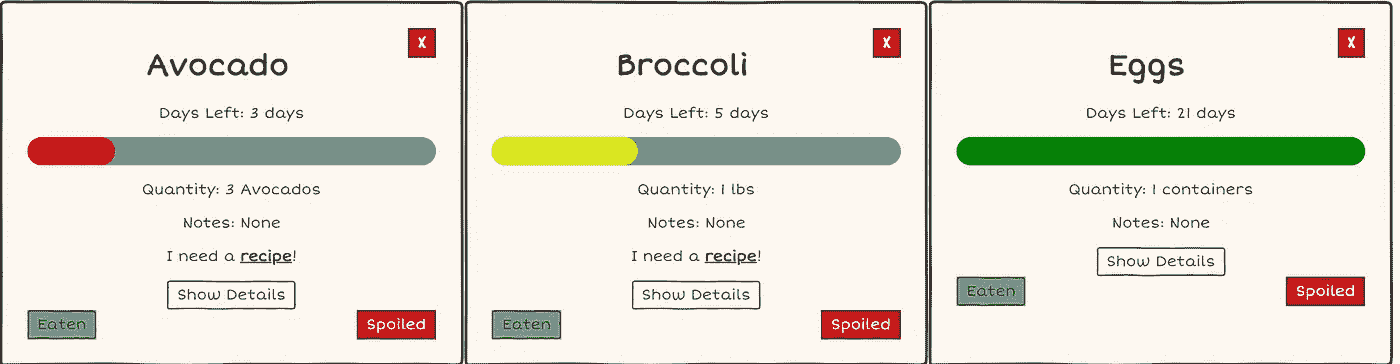 X
Avocado
Days Left: 3 days
Quantity: 3 Avocados
Notes: None
I need a recipe!
Show Details
Eaten
Spoiled
X
Broccoli
Days Left: 5 days
Quantity: 1 lbs
Notes: None
I need a recipe!
Show Details
Eaten
Spoiled
X
Eggs
Days Left: 21 days
Quantity: 1 containers
Notes: None
Show Details
Eaten
Spoiled